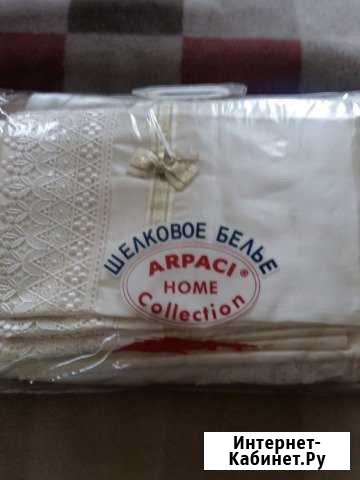 ШЕЛКОВОЕ БЕЛЬЕ
ARPACI®
HOME
Collection
Интернет-
Кабинет.Ру